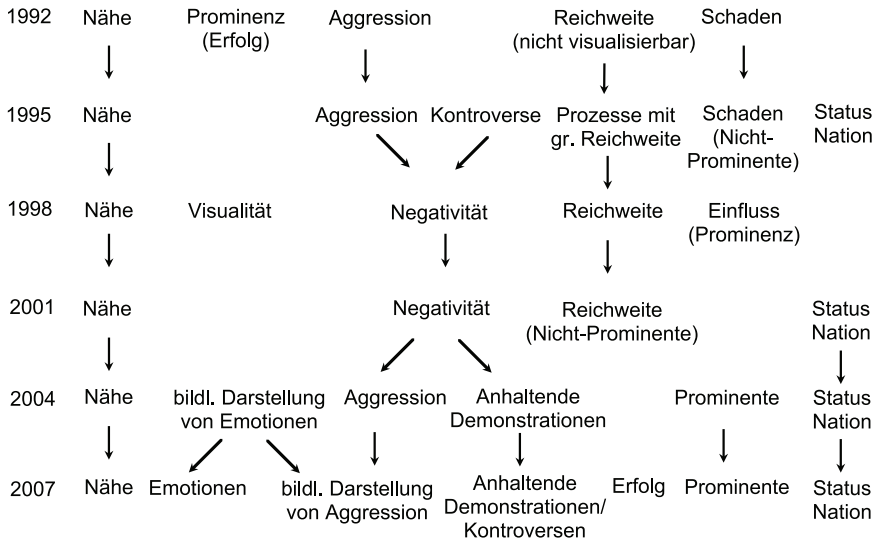 1992 Nähe Prominenz Aggression Reichweite Schaden
(Erfolg) (nicht visualisierbar)
1995 Nähe Aggression Kontroverse Prozesse mit Schaden Status
gr. Reichweite (Nicht- Nation
Prominente)
1998 Nähe Visualität Negativität Reichweite Einfluss
(Prominenz)
2001 Nähe Negativität Reichweite Status
(Nicht-Prominente) Nation
2004 Nähe bildl. Darstellung Aggression Anhaltende Prominente Status
von Emotionen Demonstrationen Nation
2007 Nähe Emotionen bildl. Darstellung Anhaltende Erfolg Prominente Status
von Aggression Demonstrationen/ Nation
Kontroversen